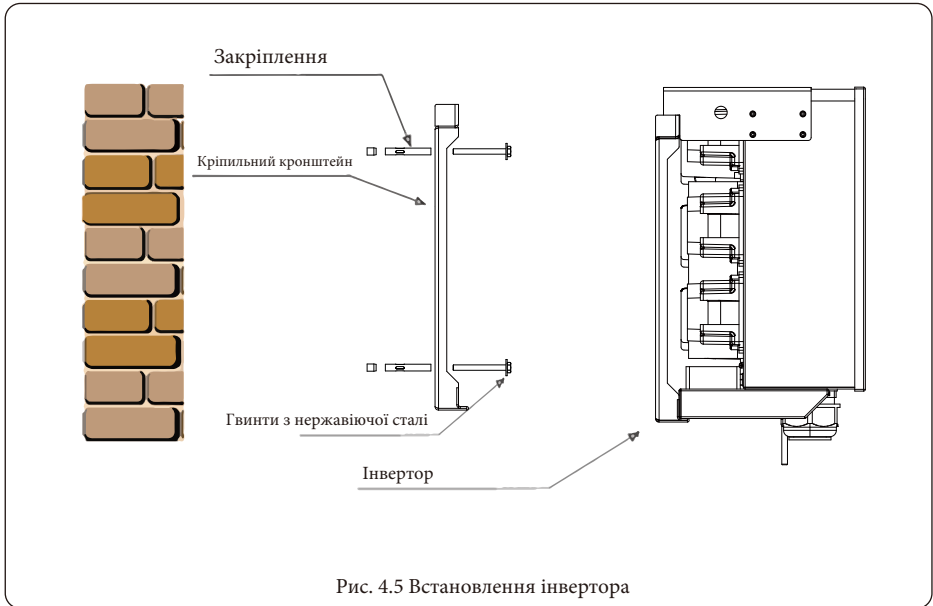 Закріплення
Кріпильний кронштейн
Гвинти з нержавіючої сталі
Інвертор
Рис. 4.5 Встановлення інвертора